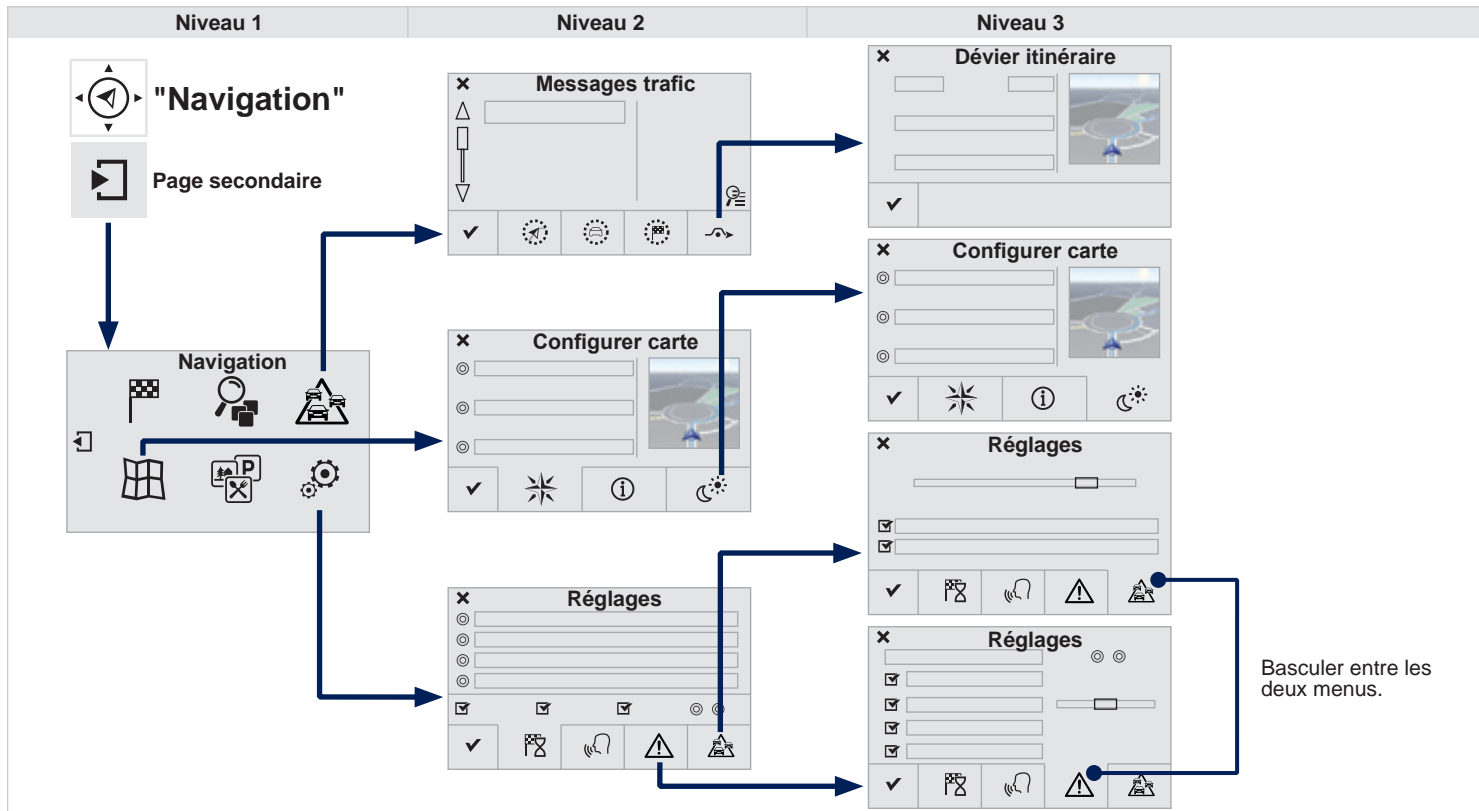 Niveau 1
Niveau 2
Niveau 3
"Navigation"
Page secondaire
Navigation
P
Messages trafic
Configurer carte
i
Réglages
Dévier itinéraire
Configurer carte
i
Réglages
Réglages
Basculer entre les
deux menus.